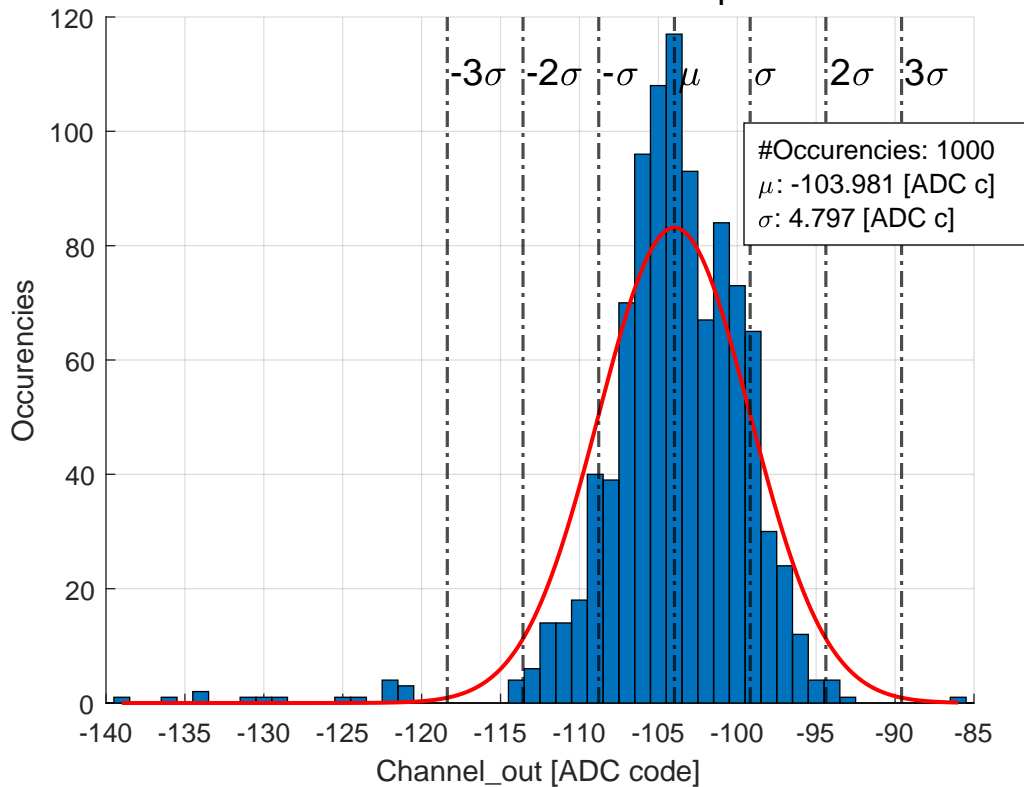 120
100
80
60
40
20
0
-3σ
-2σ
-σ
μ
σ
2σ
3σ
#Occurencies: 1000
μ: -103.981 [ADC c]
σ: 4.797 [ADC c]
Occurencies
-140
-135
-130
-125
-120
-115
-110
-105
-100
-95
-90
-85
Channel_out [ADC code]